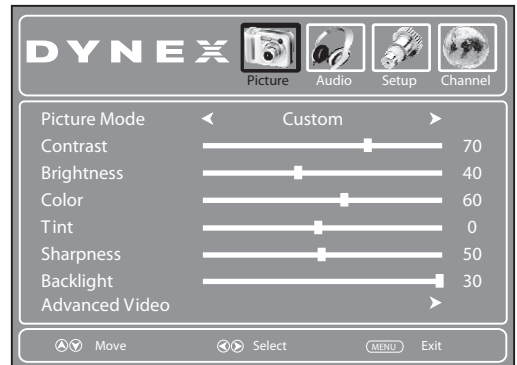 DYNEX
Picture Audio Setup Channel
Picture Mode Custom
Contrast 70
Brightness 40
Color 60
Tint 0
Sharpness 50
Backlight 30
Advanced Video
Move Select MENU Exit